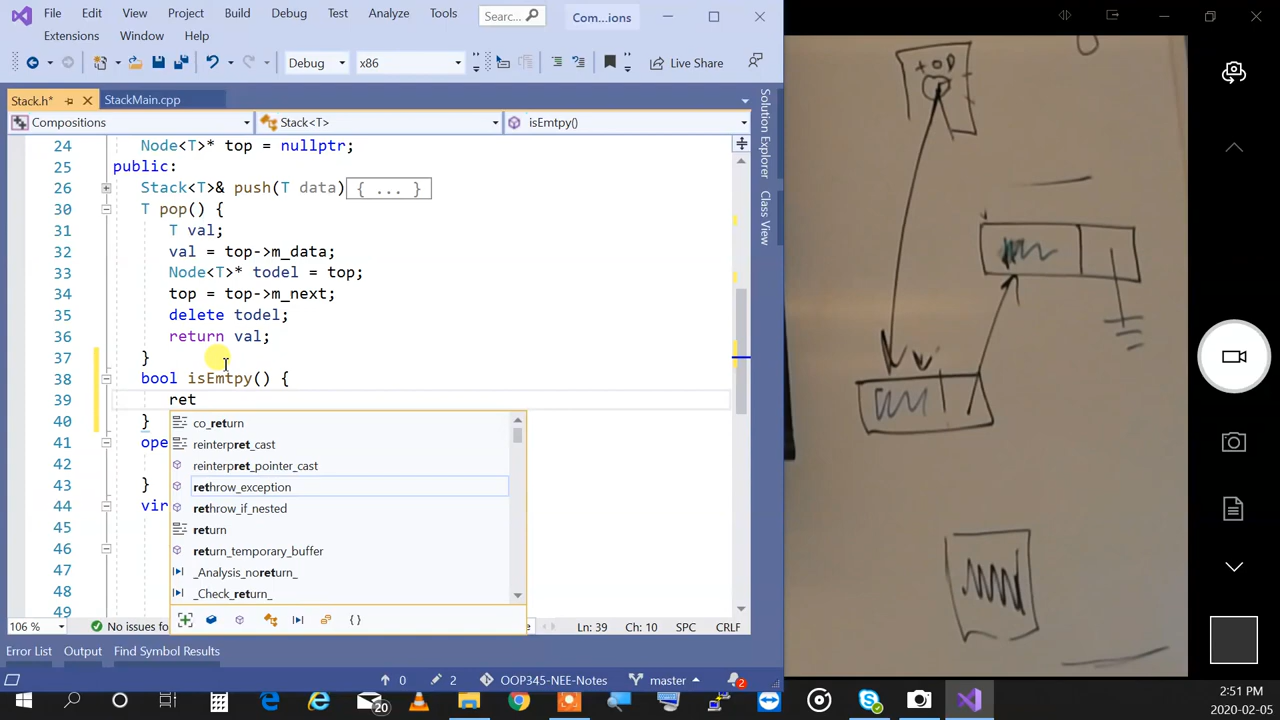 File Edit View Project Build Debug Test Analyze Tools Searc... Com...ions
Extensions Window Help
Debug x86 Live Share
Stack.h* StackMain.cpp
Compositions Stack<T> isEmtpy()
24 Node<T>* top = nullptr;
25 public:
26 Stack<T>& push(T data) { ... }
30 T pop() {
31 T val;
32 val = top->m_data;
33 Node<T>* todel = top;
34 top = top->m_next;
35 delete todel;
36 return val;
37 }
38 bool isEmtpy() {
39 ret
40 }
41 ope
42
43 }
44 vir
45
46
47
48
49
co_return
reinterpret_cast
reinterpret_pointer_cast
rethrow_exception
rethrow_if_nested
return
return_temporary_buffer
_Analysis_noreturn_
_Check_return_
Solution Explorer
Class View
106 % No issues fo Ln: 39 Ch: 10 SPC CRLF
Error List Output Find Symbol Results
0 2 OOP345-NEE-Notes master 2
20
2:51 PM
2020-02-05
top